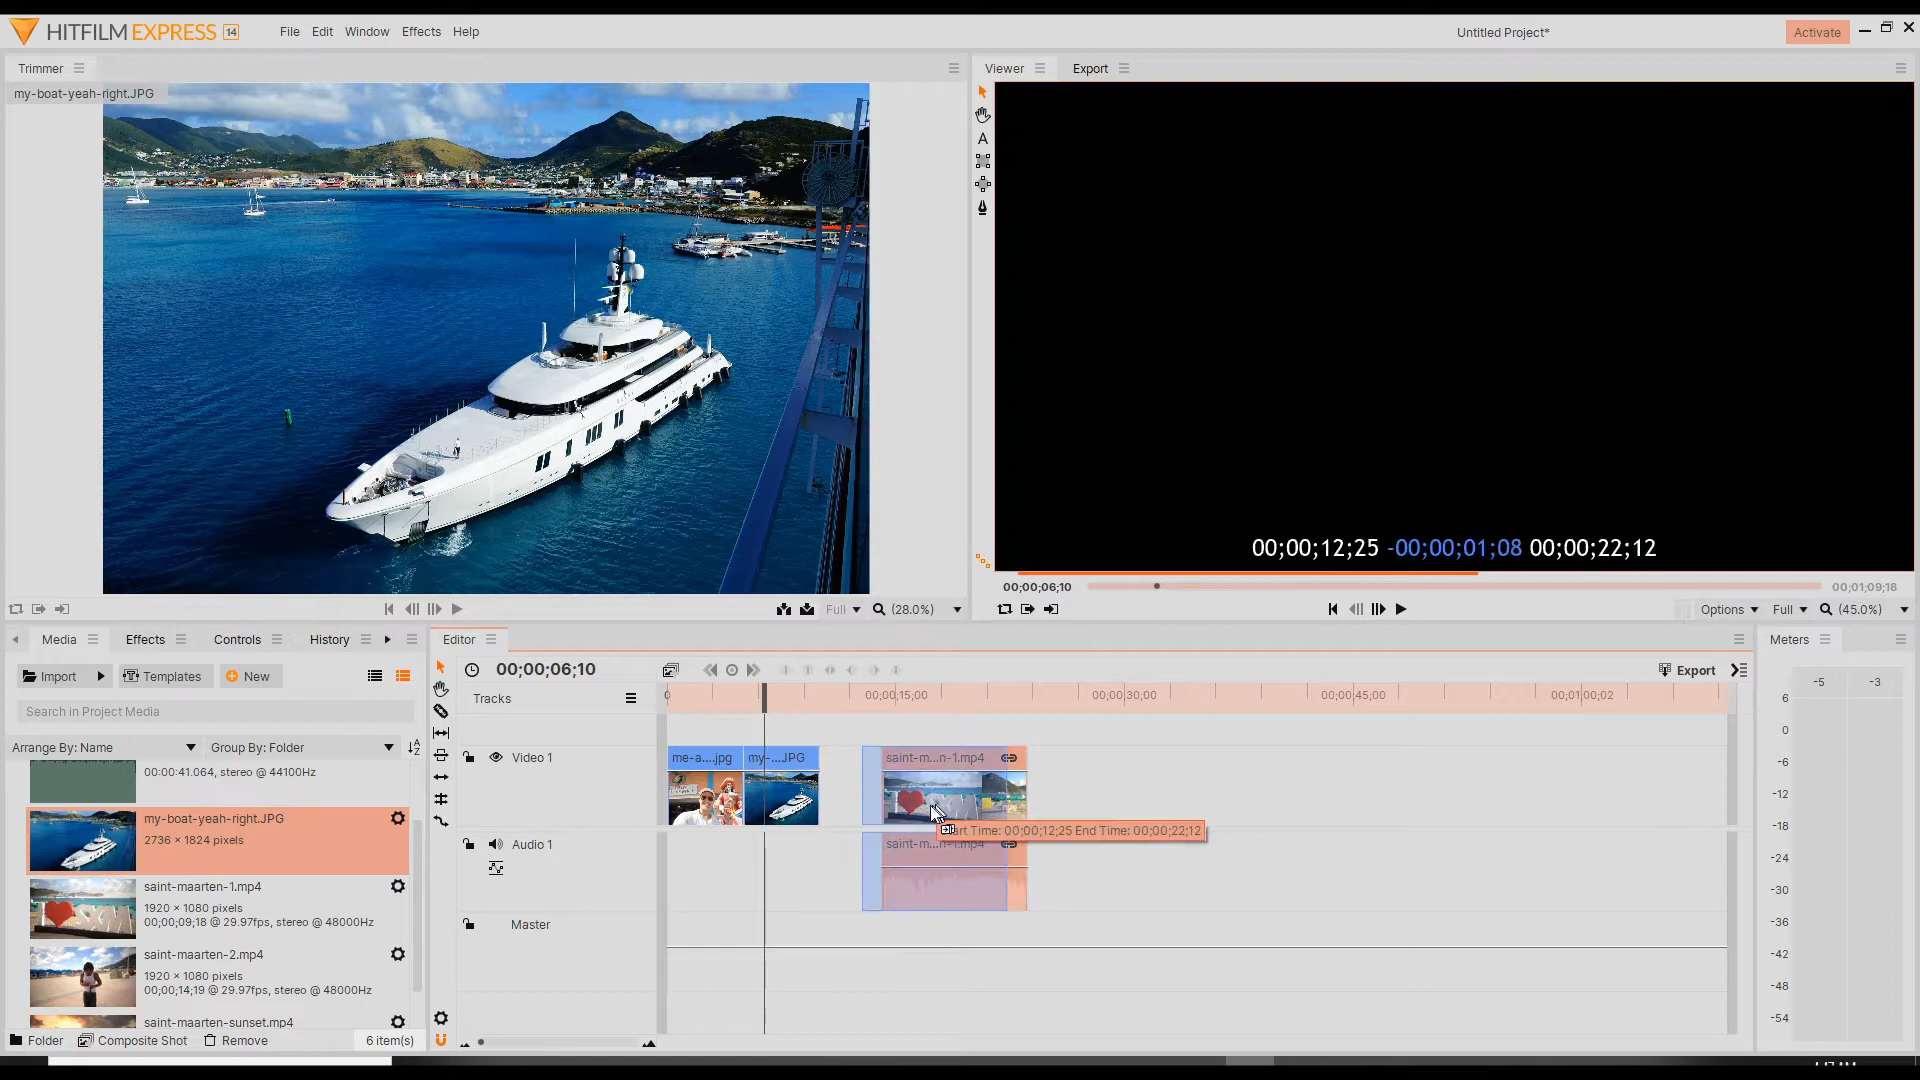 HITFILM EXPRESS 14
File Edit Window Effects Help
Untitled Project*
Activate
Trimmer
my-boat-yeah-right.JPG
Full (28.0%)
Viewer Export
00;00;12;25 -00;00;01;08 00;00;22;12
00;00;06;10
00;01;09;18
Options Full (45.0%)
Media Effects Controls History
Import Templates New
Search in Project Media
Arrange By: Name Group By: Folder
00:00:41.064, stereo @ 44100Hz
my-boat-yeah-right.JPG
2736 × 1824 pixels
saint-maarten-1.mp4
1920 × 1080 pixels
00;00;09;18 @ 29.97fps, stereo @ 48000Hz
saint-maarten-2.mp4
1920 × 1080 pixels
00;00;14;19 @ 29.97fps, stereo @ 48000Hz
saint-maarten-sunset.mp4
Folder Composite Shot Remove 6 item(s)
Editor
00;00;06;10
Export
Tracks
0 00;00;15;00 00;00;30;00 00;00;45;00 00;01;00;02
Video 1
me-a....jpg my-...JPG saint-m...n-1.mp4
Time: 00;00;12;25 End Time: 00;00;22;12
Audio 1
saint-m...n-1.mp4
Master
Meters
-5 -3
6
0
-6
-12
-18
-24
-30
-36
-42
-48
-54